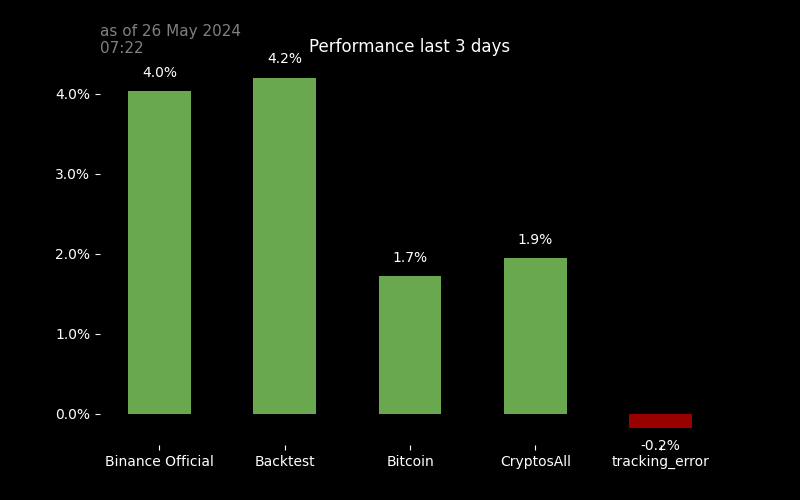 as of 26 May 2024
07:22
Performance last 3 days
4.0%
4.2%
1.7%
1.9%
-0.2%
4.0%
3.0%
2.0%
1.0%
0.0%
Binance Official
Backtest
Bitcoin
CryptosAll
tracking_error